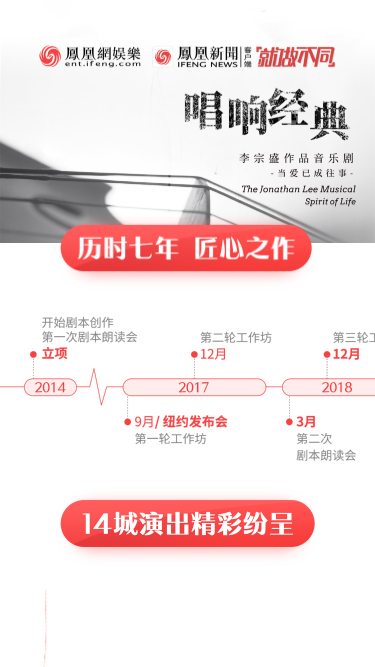 鳳凰網娛樂
ent.ifeng.com
鳳凰新聞
IFENG NEWS
客户端
就做不同
唱响经典
李宗盛作品音乐剧
-当爱已成往事-
The Jonathan Lee Musical
Spirit of Life
历时七年 匠心之作
开始剧本创作
第一次剧本朗读会
立项
第二轮工作坊
12月
第三轮工
12月
2014
2017
2018
9月/ 纽约发布会
第一轮工作坊
3月
第二次
剧本朗读会
14城演出精彩纷呈